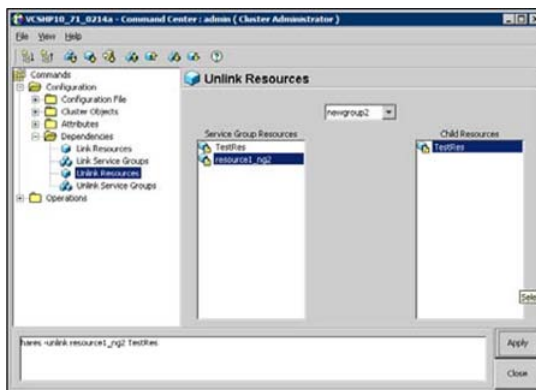 VCSHP10_71_0214a - Command Center : admin ( Cluster Administrator )
File View Help
Commands
Configuration
Configuration File
Cluster Objects
Attributes
Dependencies
Link Resources
Link Service Groups
Unlink Resources
Unlink Service Groups
Operations
Unlink Resources
newgroup2
Service Group Resources
TestRes
resource1_ng2
Child Resources
TestRes
hares -unlink resource1_ng2 TestRes
Apply
Close